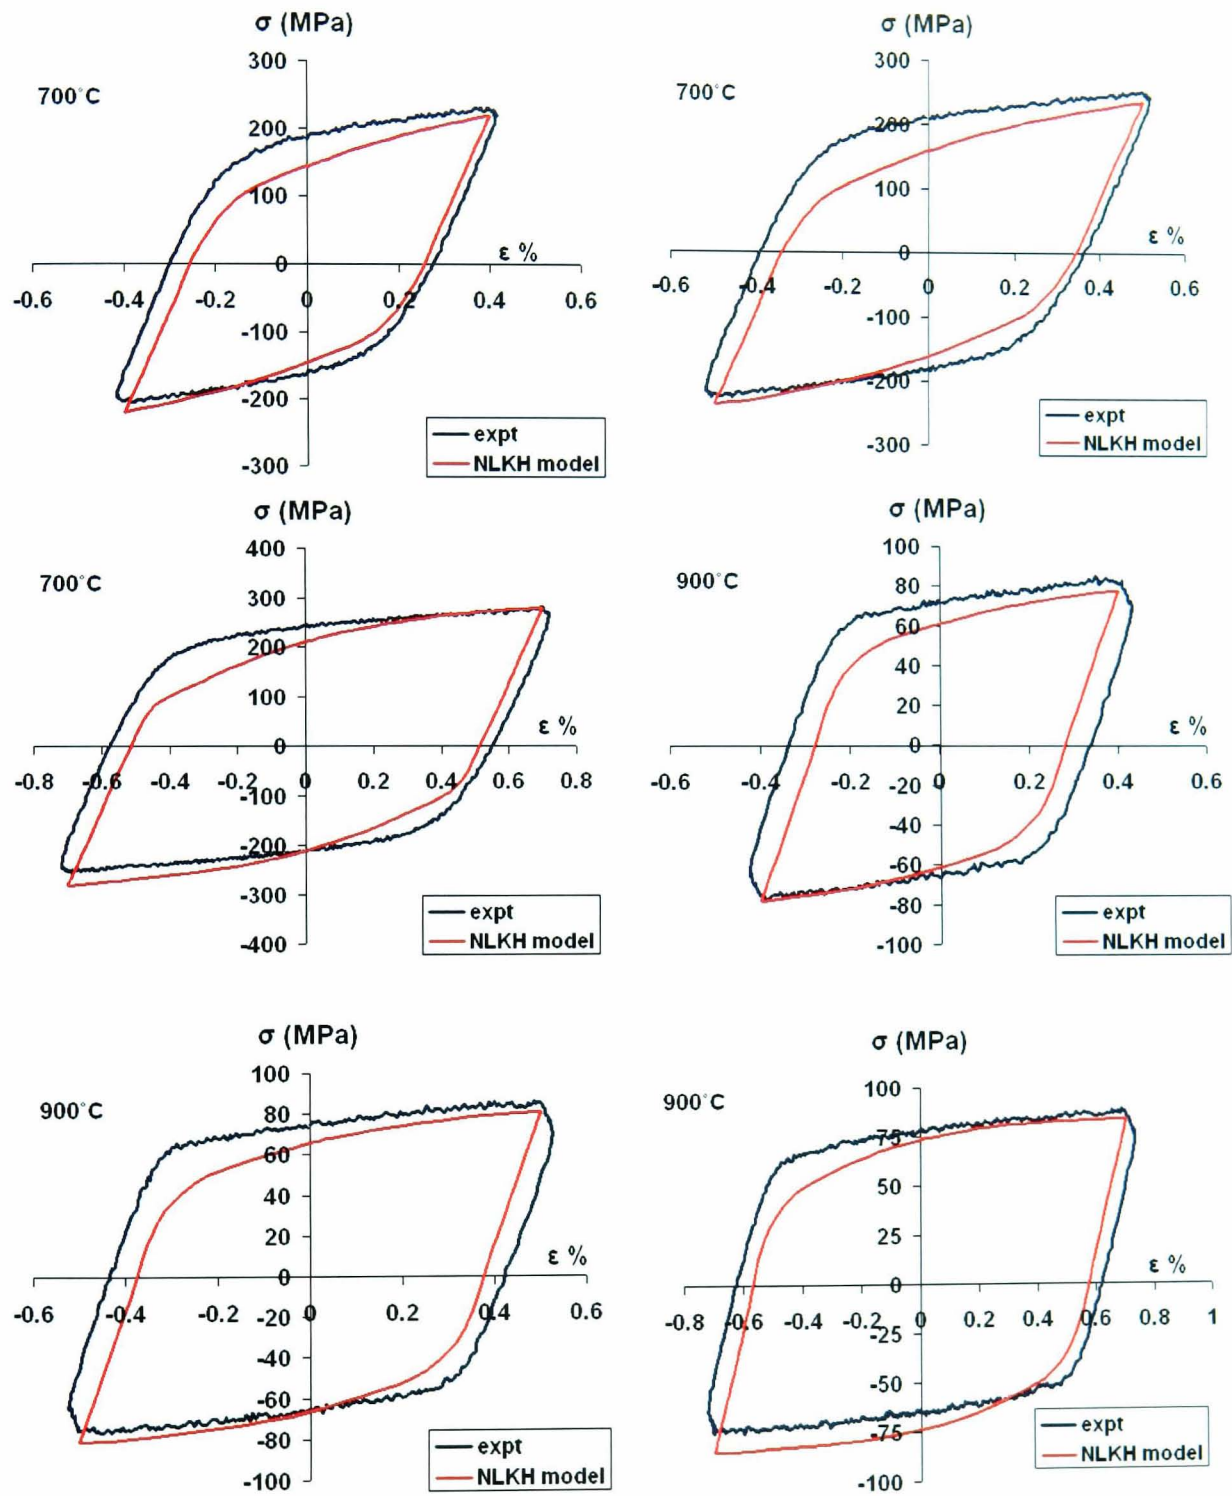 σ (MPa)
700°C
300
200
100
0
-100
-200
-300
-0.6 -0.4 -0.2 0 0.2 0.4 0.6
ε %
expt
NLKH model
σ (MPa)
700°C
300
200
100
0
-100
-200
-300
-0.6 -0.4 -0.2 0 0.2 0.4 0.6
ε %
expt
NLKH model
σ (MPa)
700°C
400
300
200
100
0
-100
-200
-300
-400
-0.8 -0.6 -0.4 -0.2 0 0.2 0.4 0.6 0.8
ε %
expt
NLKH model
σ (MPa)
900°C
100
80
60
40
20
0
-20
-40
-60
-80
-100
-0.6 -0.4 -0.2 0 0.2 0.4 0.6
ε %
expt
NLKH model
σ (MPa)
900°C
100
80
60
40
20
0
-20
-40
-60
-80
-100
-0.6 -0.4 -0.2 0 0.2 0.4 0.6
ε %
expt
NLKH model
σ (MPa)
900°C
100
75
50
25
0
-25
-50
-75
-100
-0.8 -0.6 -0.4 -0.2 0 0.2 0.4 0.6 0.8 1
ε %
expt
NLKH model